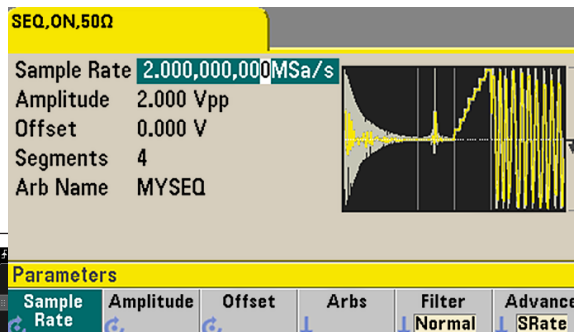 SEQ,ON,50Ω
Sample Rate 2.000,000,000MSa/s
Amplitude 2.000 Vpp
Offset 0.000 V
Segments 4
Arb Name MYSEQ
Parameters
Sample Rate Amplitude Offset Arbs Filter Advance
Normal SRate